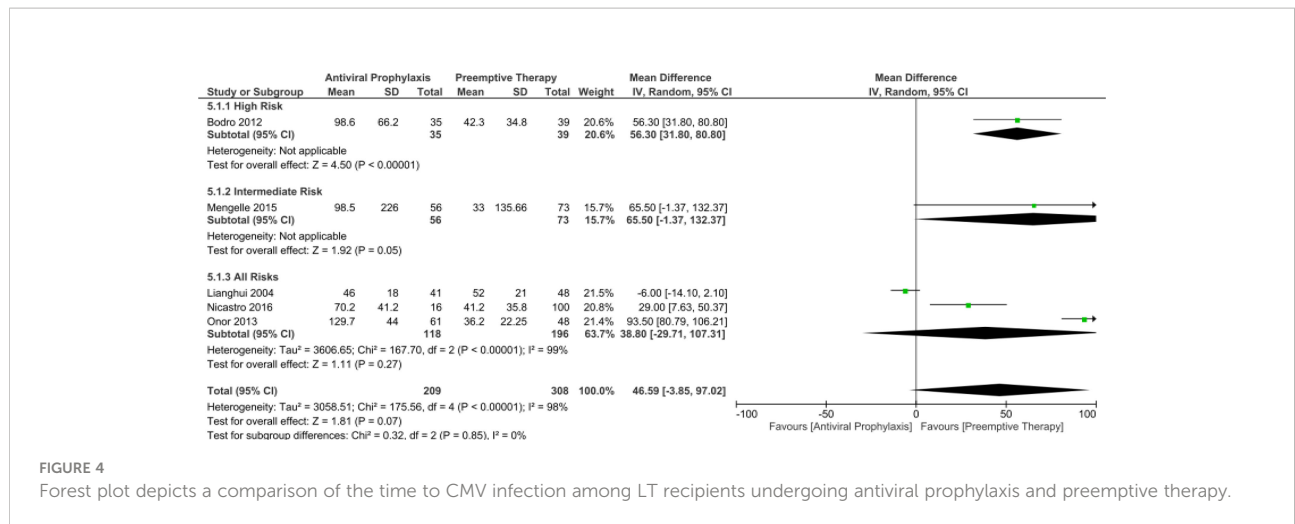 Antiviral Prophylaxis Preemptive Therapy Mean Difference Mean Difference
Study or Subgroup Mean SD Total Mean SD Total Weight IV, Random, 95% CI IV, Random, 95% CI
5.1.1 High Risk
Bodro 2012 98.6 66.2 35 42.3 34.8 39 20.6% 56.30 [31.80, 80.80]
Subtotal (95% CI) 35 39 20.6% 56.30 [31.80, 80.80]
Heterogeneity: Not applicable
Test for overall effect: Z = 4.50 (P < 0.00001)
5.1.2 Intermediate Risk
Mengelle 2015 98.5 226 56 33 135.66 73 15.7% 65.50 [-1.37, 132.37]
Subtotal (95% CI) 56 73 15.7% 65.50 [-1.37, 132.37]
Heterogeneity: Not applicable
Test for overall effect: Z = 1.92 (P = 0.05)
5.1.3 All Risks
Lianghui 2004 46 18 41 52 21 48 21.5% -6.00 [-14.10, 2.10]
Nicastro 2016 70.2 41.2 16 41.2 35.8 100 20.8% 29.00 [7.63, 50.37]
Onor 2013 129.7 44 61 36.2 22.25 48 21.4% 93.50 [80.79, 106.21]
Subtotal (95% CI) 118 196 63.7% 38.80 [-29.71, 107.31]
Heterogeneity: Tau² = 3606.65; Chi² = 167.70, df = 2 (P < 0.00001); I² = 99%
Test for overall effect: Z = 1.11 (P = 0.27)
Total (95% CI) 209 308 100.0% 46.59 [-3.85, 97.02]
Heterogeneity: Tau² = 3058.51; Chi² = 175.56, df = 4 (P < 0.00001); I² = 98%
Test for overall effect: Z = 1.81 (P = 0.07)
Test for subgroup differences: Chi² = 0.32, df = 2 (P = 0.85), I² = 0%
-100 -50 0 50 100
Favours [Antiviral Prophylaxis] Favours [Preemptive Therapy]
FIGURE 4
Forest plot depicts a comparison of the time to CMV infection among LT recipients undergoing antiviral prophylaxis and preemptive therapy.